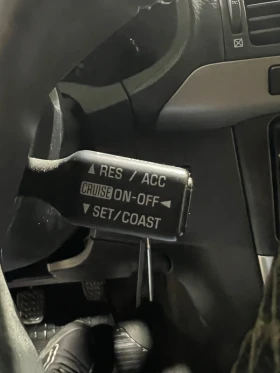 ▲ RES / ACC
CRUISE ON-OFF ◄
▼ SET/COAST